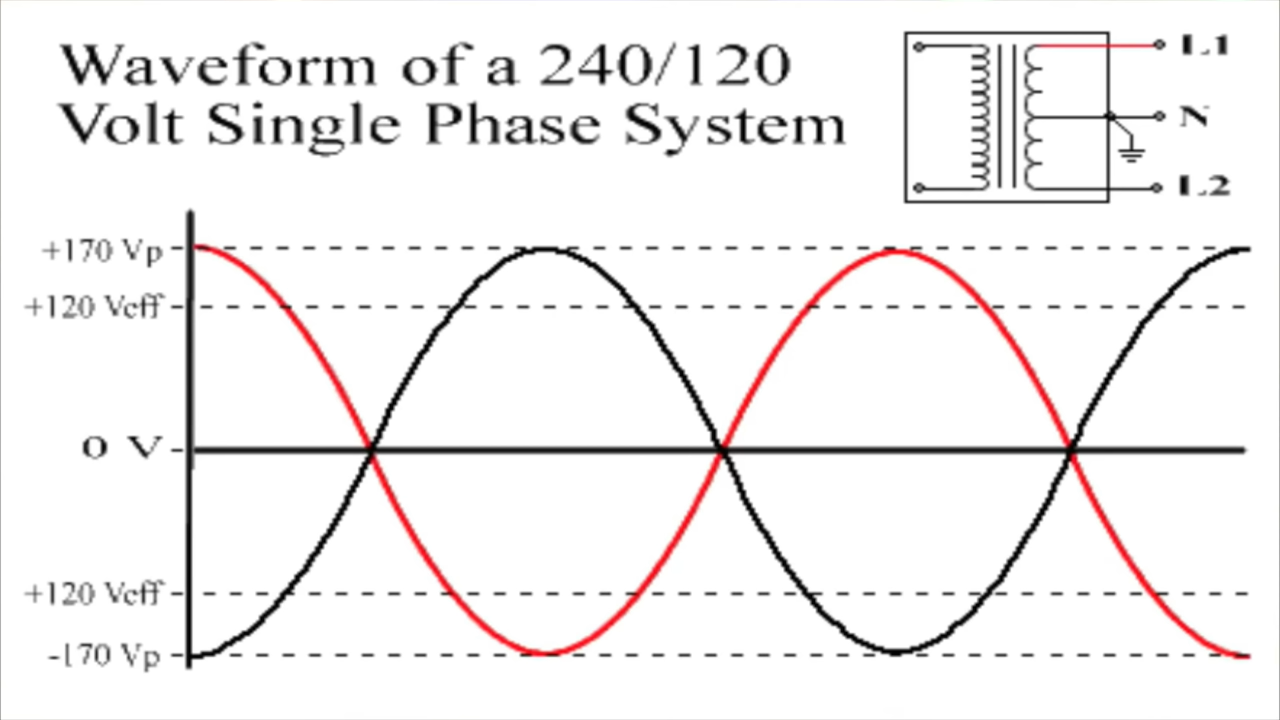 Waveform of a 240/120
Volt Single Phase System
L1
N
L2
+170 Vp
+120 Veff
0 V
+120 Veff
-170 Vp